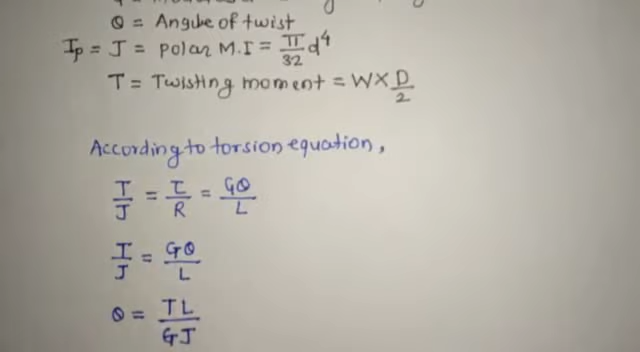 θ = Angle of twist
Ip = J = polar M.I = π/32 d⁴
T = Twisting moment = W × D/2
According to torsion equation,
T/J = τ/R = Gθ/L
T/J = Gθ/L
θ = TL/GJ